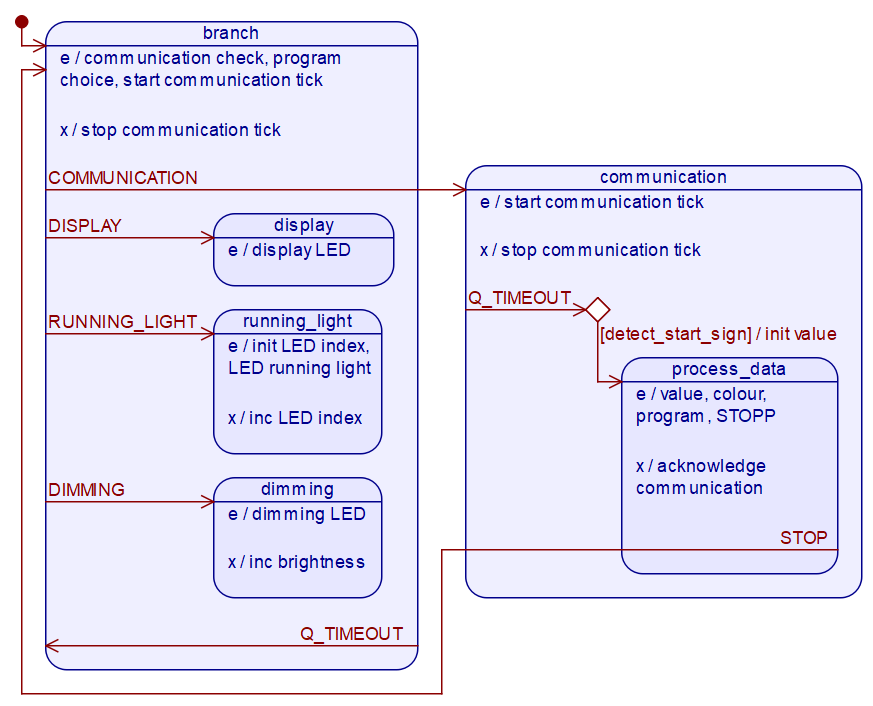 branch
e / communication check, program
choice, start communication tick
x / stop communication tick
COMMUNICATION
DISPLAY
display
e / display LED
RUNNING_LIGHT
running_light
e / init LED index,
LED running light
x / inc LED index
DIMMING
dimming
e / dimming LED
x / inc brightness
Q_TIMEOUT
communication
e / start communication tick
x / stop communication tick
Q_TIMEOUT
[detect_start_sign] / init value
process_data
e / value, colour,
program, STOPP
x / acknowledge
communication
STOP